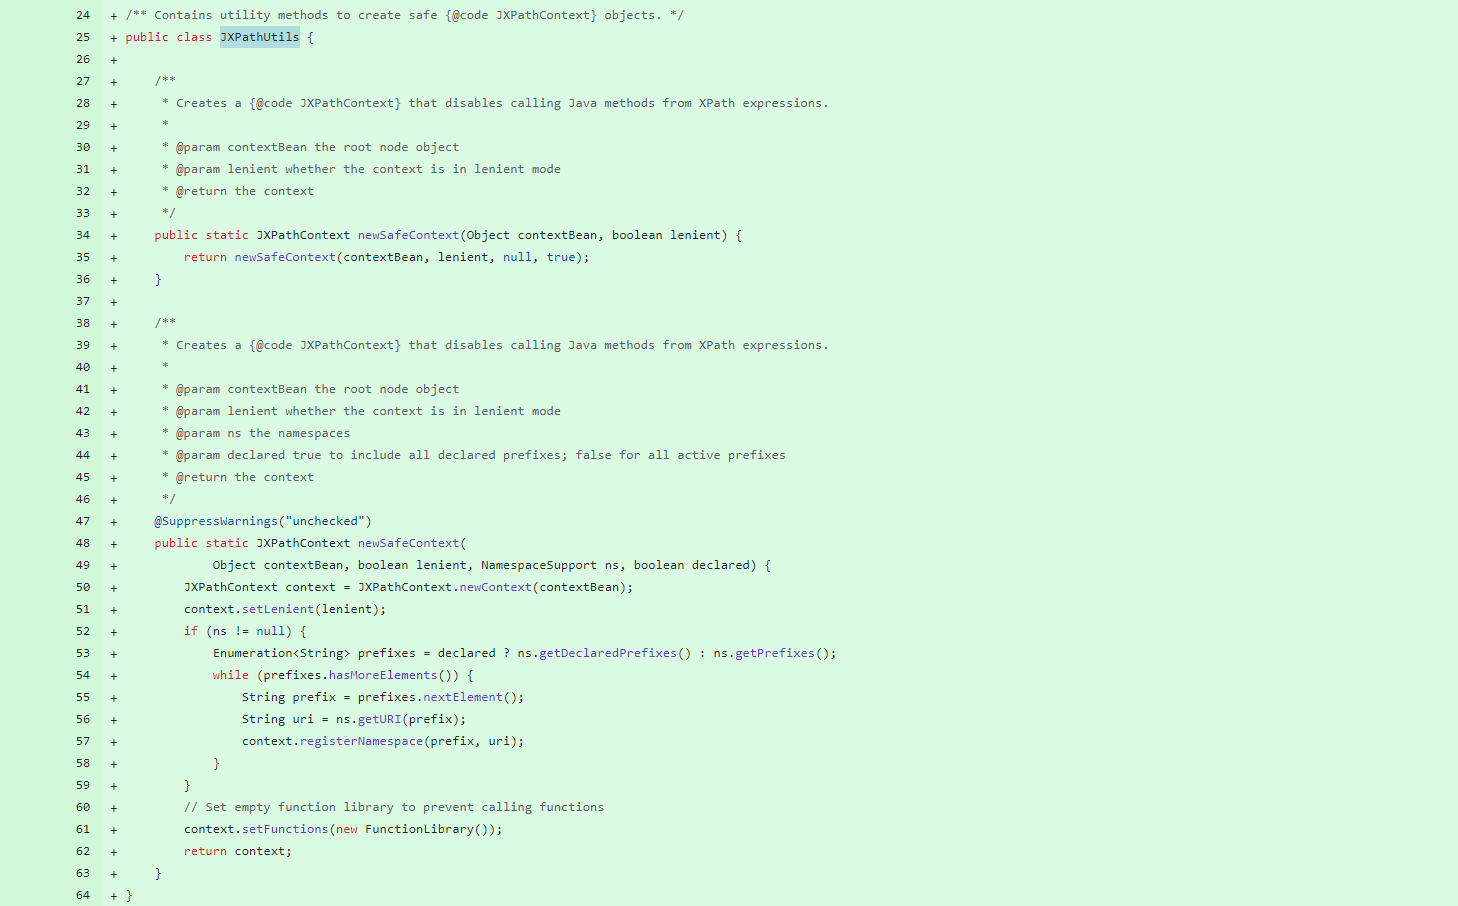 24 + /** Contains utility methods to create safe {@code JXPathContext} objects. */
25 + public class JXPathUtils {
26 +
27 +     /**
28 +      * Creates a {@code JXPathContext} that disables calling Java methods from XPath expressions.
29 +      *
30 +      * @param contextBean the root node object
31 +      * @param lenient whether the context is in lenient mode
32 +      * @return the context
33 +      */
34 +     public static JXPathContext newSafeContext(Object contextBean, boolean lenient) {
35 +         return newSafeContext(contextBean, lenient, null, true);
36 +     }
37 +
38 +     /**
39 +      * Creates a {@code JXPathContext} that disables calling Java methods from XPath expressions.
40 +      *
41 +      * @param contextBean the root node object
42 +      * @param lenient whether the context is in lenient mode
43 +      * @param ns the namespaces
44 +      * @param declared true to include all declared prefixes; false for all active prefixes
45 +      * @return the context
46 +      */
47 +     @SuppressWarnings("unchecked")
48 +     public static JXPathContext newSafeContext(
49 +             Object contextBean, boolean lenient, NamespaceSupport ns, boolean declared) {
50 +         JXPathContext context = JXPathContext.newContext(contextBean);
51 +         context.setLenient(lenient);
52 +         if (ns != null) {
53 +             Enumeration<String> prefixes = declared ? ns.getDeclaredPrefixes() : ns.getPrefixes();
54 +             while (prefixes.hasMoreElements()) {
55 +                 String prefix = prefixes.nextElement();
56 +                 String uri = ns.getURI(prefix);
57 +                 context.registerNamespace(prefix, uri);
58 +             }
59 +         }
60 +         // Set empty function library to prevent calling functions
61 +         context.setFunctions(new FunctionLibrary());
62 +         return context;
63 +     }
64 + }